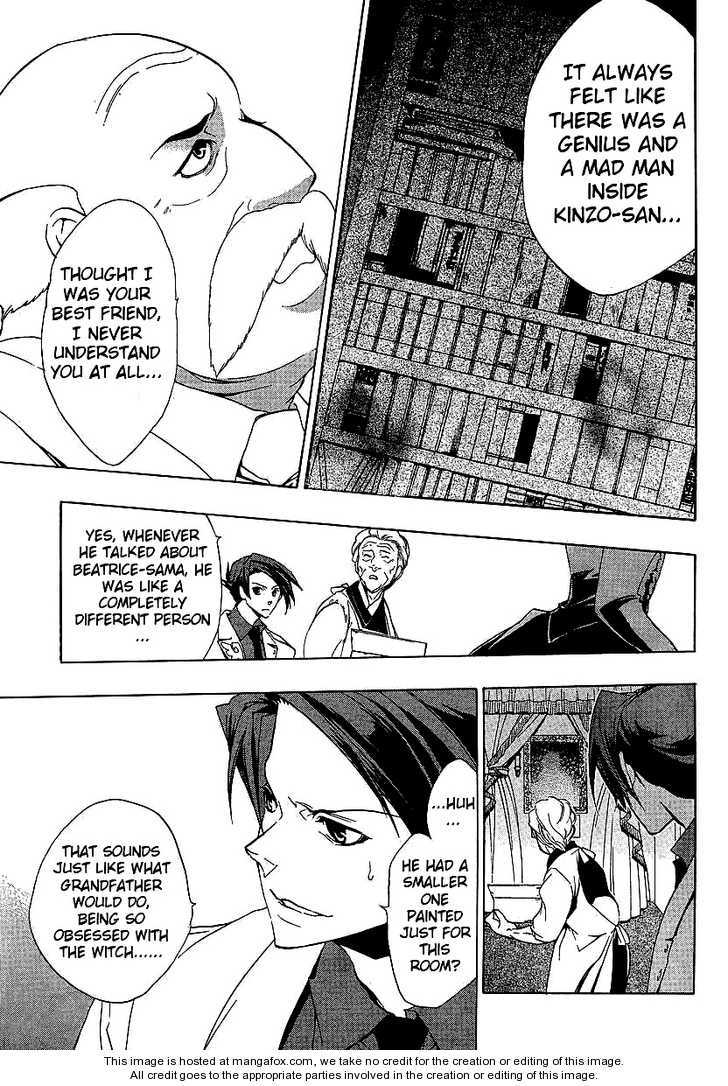 IT ALWAYS
FELT LIKE
THERE WAS A
GENIUS AND
A MAD MAN
INSIDE
KINZO-SAN...
THOUGHT I
WAS YOUR
BEST FRIEND,
I NEVER
UNDERSTAND
YOU AT ALL...
YES, WHENEVER
HE TALKED ABOUT
BEATRICE-SAMA, HE
WAS LIKE A
COMPLETELY
DIFFERENT PERSON
...
...HUH
...
HE HAD A
SMALLER
ONE
PAINTED
JUST FOR
THIS
ROOM?
THAT SOUNDS
JUST LIKE WHAT
GRANDFATHER
WOULD DO,
BEING SO
OBSESSED WITH
THE WITCH......
This image is hosted at mangafox.com, we take no credit for the creation or editing of this image.
All credit goes to the appropriate parties involved in the creation or editing of this image.